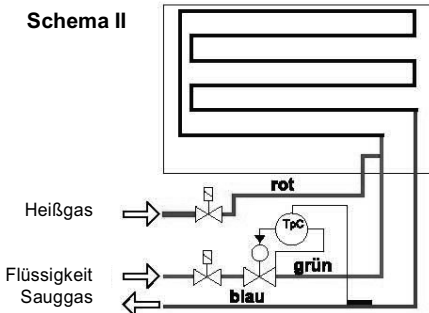 Schema II
rot
Heißgas
TpC
grün
Flüssigkeit
Sauggas
blau